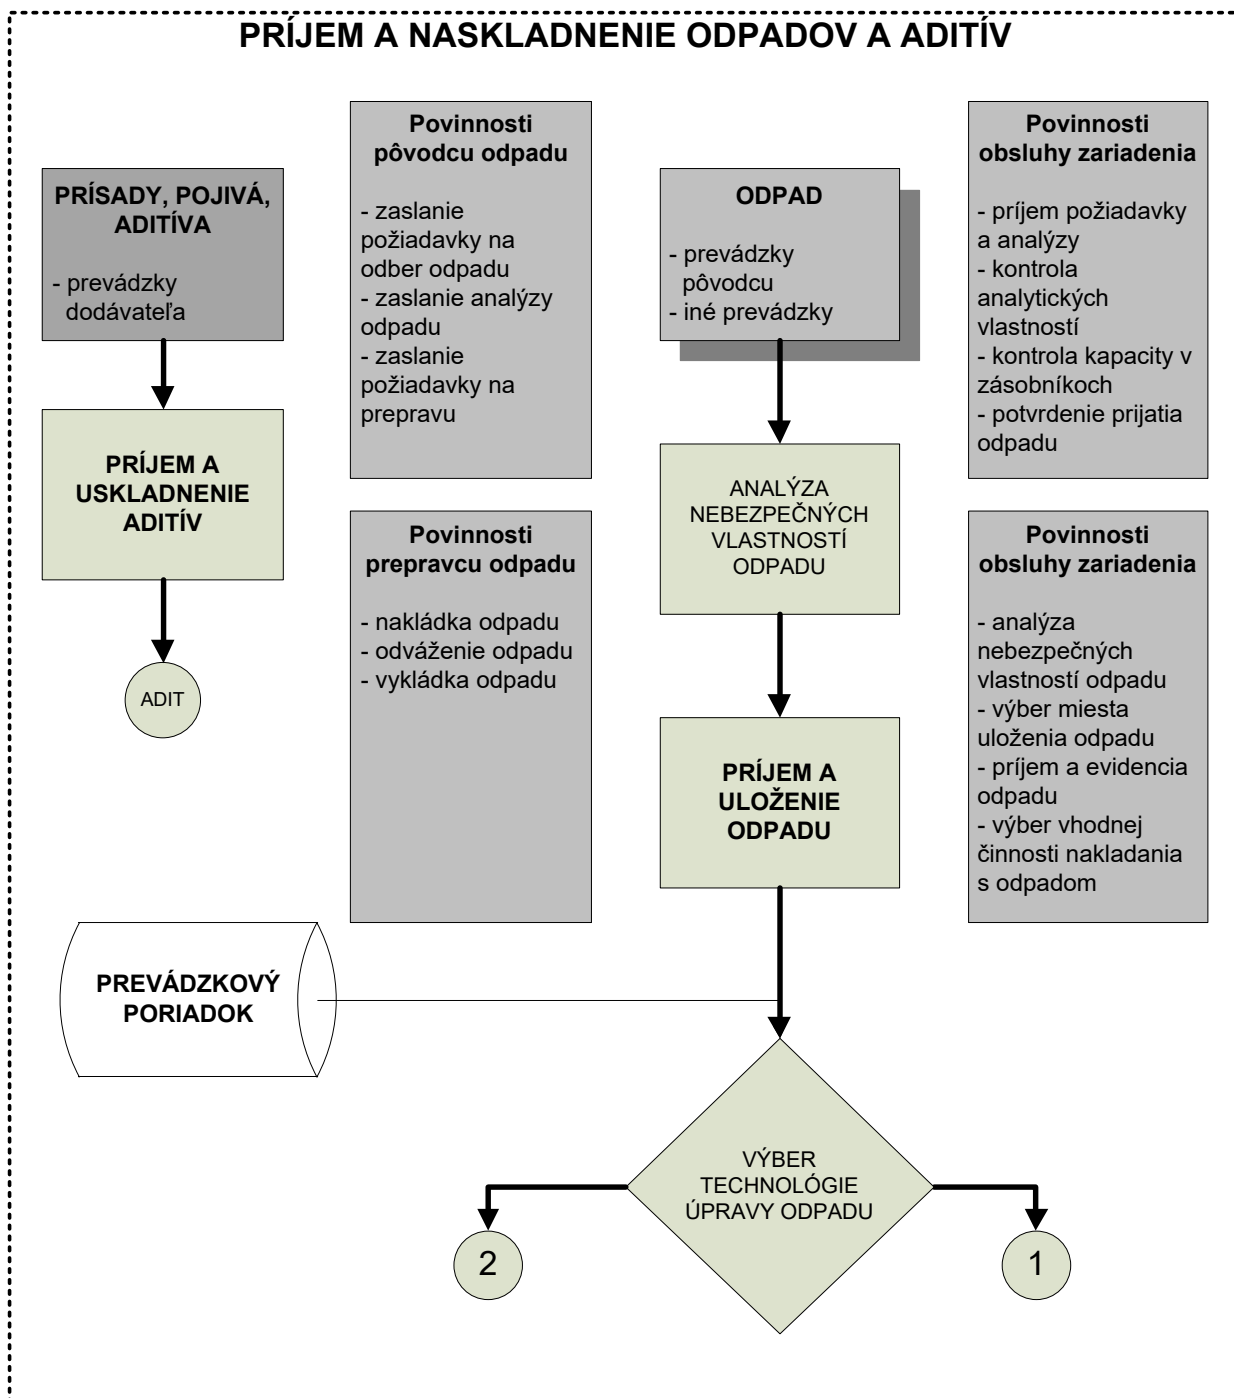 PRÍJEM A NASKLADNENIE ODPADOV A ADITÍV
PRÍSADY, POJIVÁ,
ADITÍVA
- prevádzky
dodávateľa
PRÍJEM A
USKLADNENIE
ADITÍV
ADIT
Povinnosti
pôvodcu odpadu
- zaslanie
požiadavky na
odber odpadu
- zaslanie analýzy
odpadu
- zaslanie
požiadavky na
prepravu
Povinnosti
prepravcu odpadu
- nakládka odpadu
- odváženie odpadu
- vykládka odpadu
ODPAD
- prevádzky
pôvodcu
- iné prevádzky
ANALÝZA
NEBEZPEČNÝCH
VLASTNOSTÍ
ODPADU
PRÍJEM A
ULOŽENIE
ODPADU
Povinnosti
obsluhy zariadenia
- príjem požiadavky
a analýzy
- kontrola
analytických
vlastností
- kontrola kapacity v
zásobníkoch
- potvrdenie prijatia
odpadu
Povinnosti
obsluhy zariadenia
- analýza
nebezpečných
vlastností odpadu
- výber miesta
uloženia odpadu
- príjem a evidencia
odpadu
- výber vhodnej
činnosti nakladania
s odpadom
PREVÁDZKOVÝ
PORIADOK
VÝBER
TECHNOLÓGIE
ÚPRAVY ODPADU
2
1